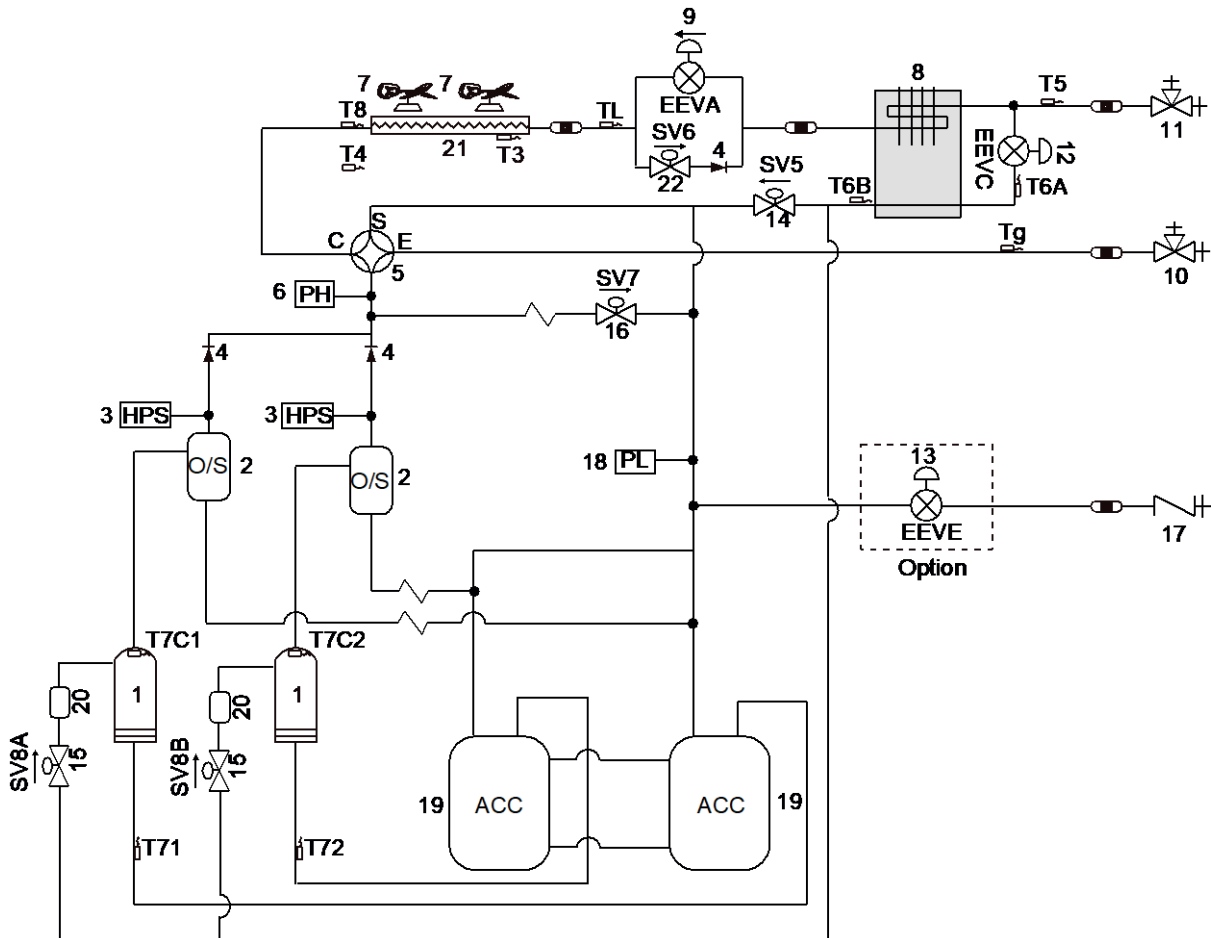 9
7 7
8
T8
TL
EEVA
T5
11
SV6
4
21
T3
T4
22
EEVC
12
T6A
SV5
T6B
14
S
C
E
5
Tg
10
6 PH
SV7
16
4
4
3 HPS
3 HPS
O/S
2
O/S
2
18 PL
13
EEVE
17
Option
T7C1
T7C2
1
1
20
20
SV8A
15
SV8B
15
19
ACC
ACC
19
T71
T72